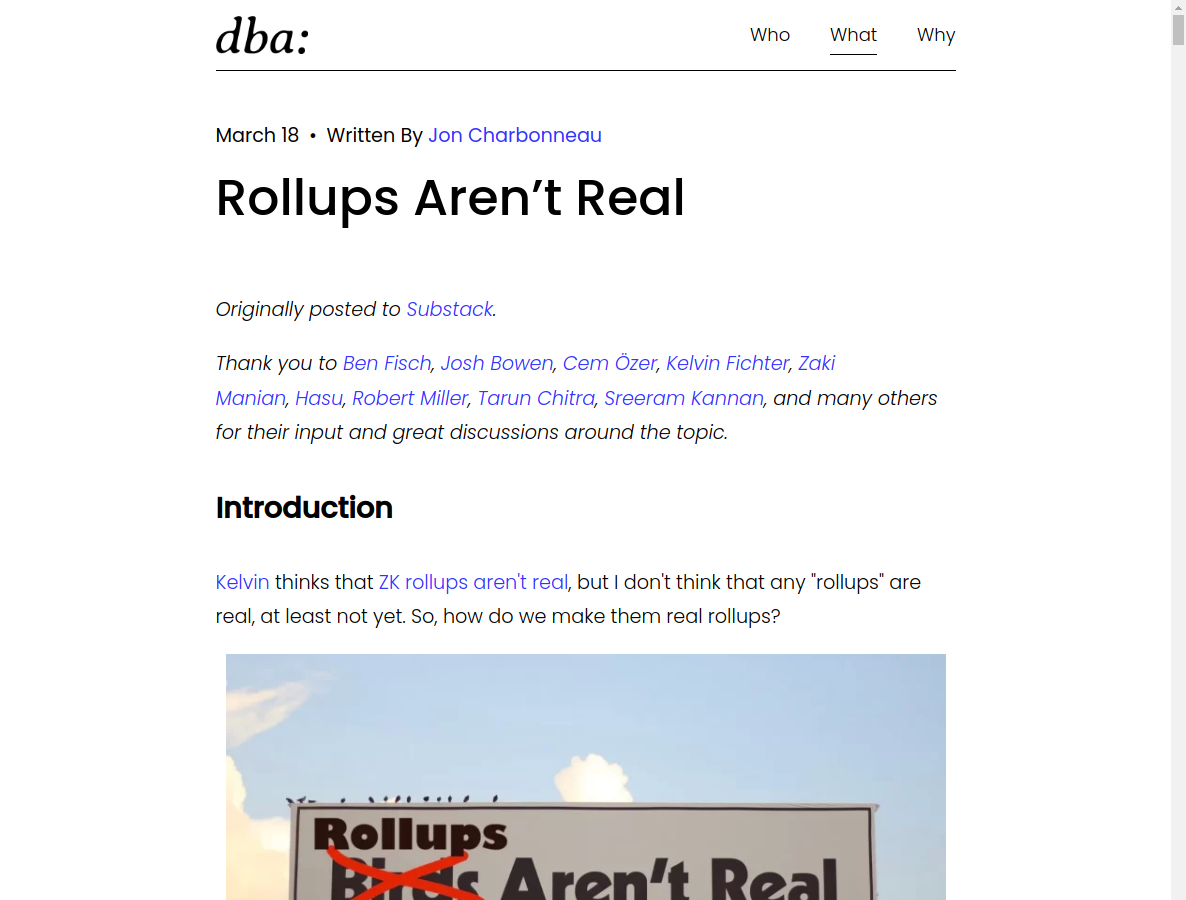 dba:
Who What Why
March 18 • Written By Jon Charbonneau
Rollups Aren’t Real
Originally posted to Substack.
Thank you to Ben Fisch, Josh Bowen, Cem Özer, Kelvin Fichter, Zaki
Manian, Hasu, Robert Miller, Tarun Chitra, Sreeram Kannan, and many others
for their input and great discussions around the topic.
Introduction
Kelvin thinks that ZK rollups aren't real, but I don't think that any "rollups" are
real, at least not yet. So, how do we make them real rollups?
Rollups
Birds Aren’t Real